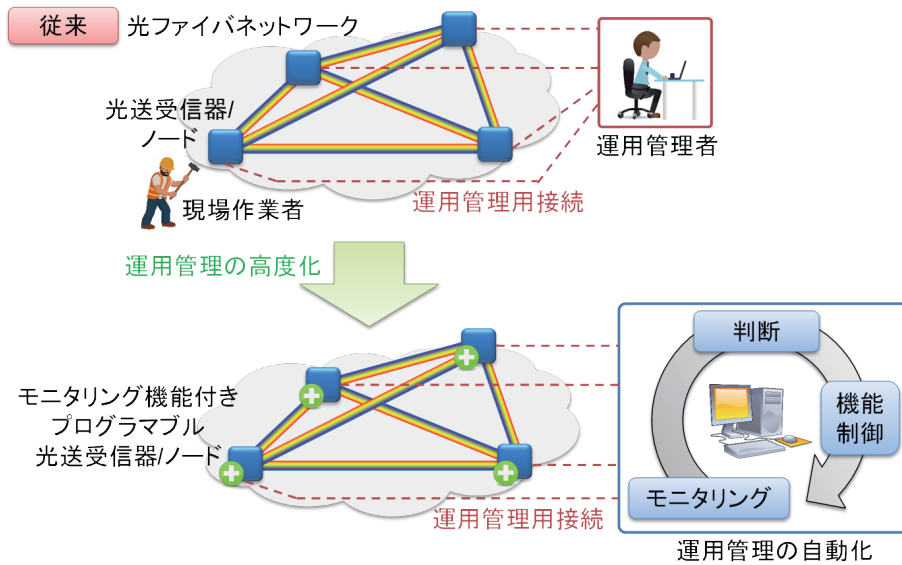 従来
光ファイバネットワーク
光送受信器/
ノード
現場作業者
運用管理者
運用管理用接続
運用管理の高度化
モニタリング機能付き
プログラマブル
光送受信器/ノード
運用管理用接続
判断
機能
制御
モニタリング
運用管理の自動化